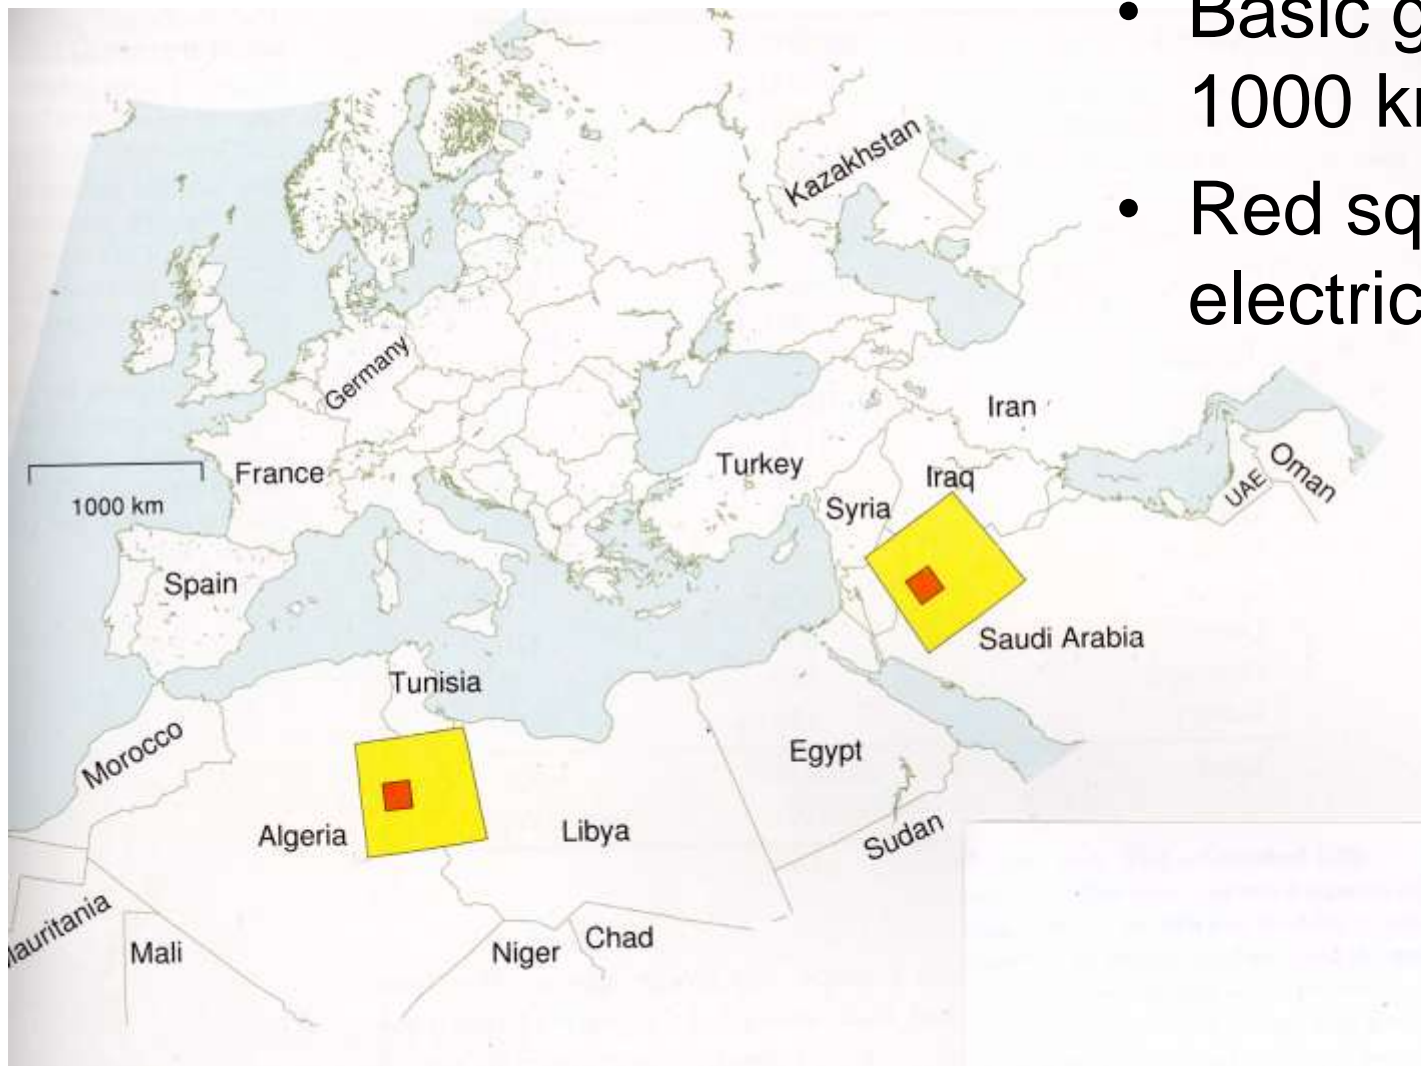 • Basic g
1000 k
• Red sq
electric
Kazakhstan
Germany
Iran
France
Turkey
Iraq
Oman
UAE
1000 km
Syria
Spain
Saudi Arabia
Tunisia
Morocco
Egypt
Algeria
Libya
Sudan
auritania
Mali
Niger
Chad